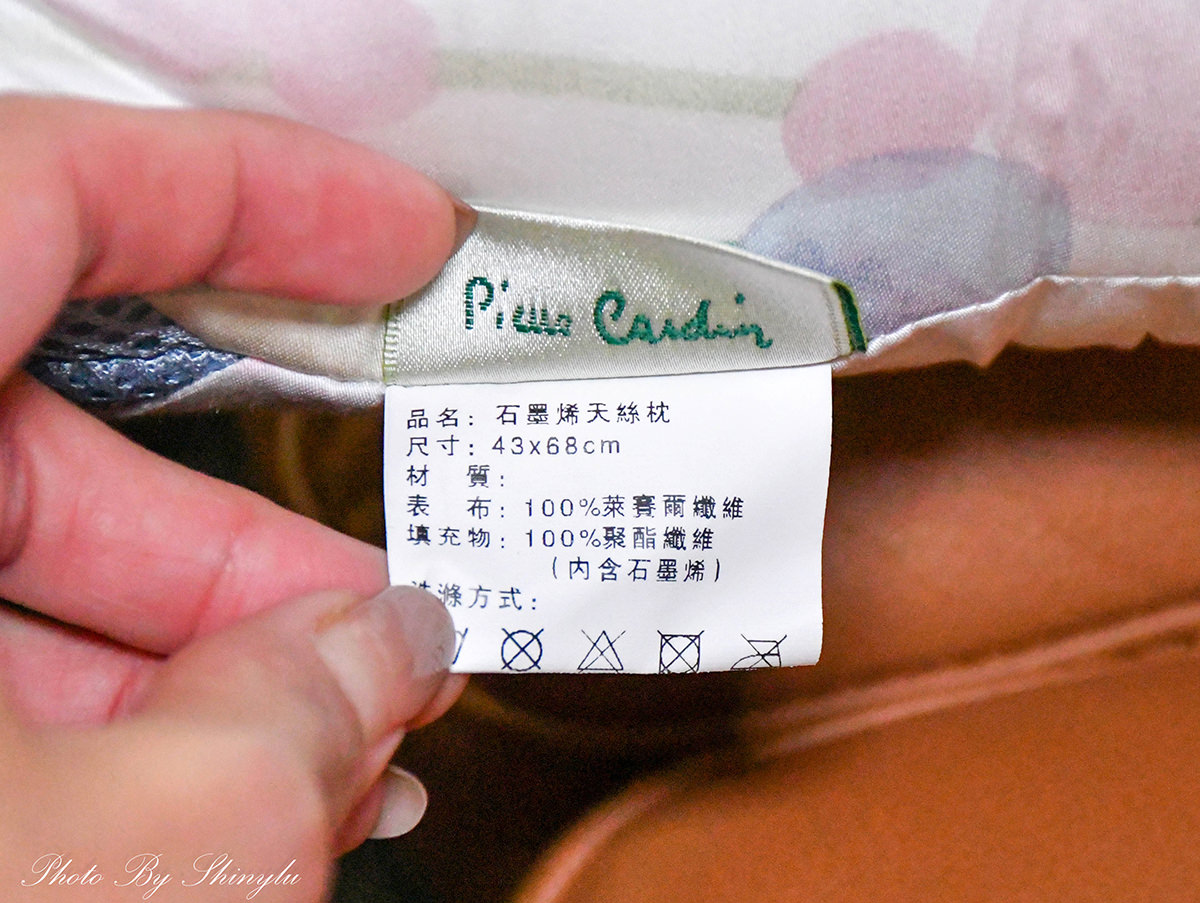 Pierre Cardin
品名: 石墨烯天絲枕
尺寸: 43x68cm
材 質:
表 布: 100%萊賽爾纖維
填充物: 100%聚酯纖維
(內含石墨烯)
洗滌方式:
Photo By Shinylu